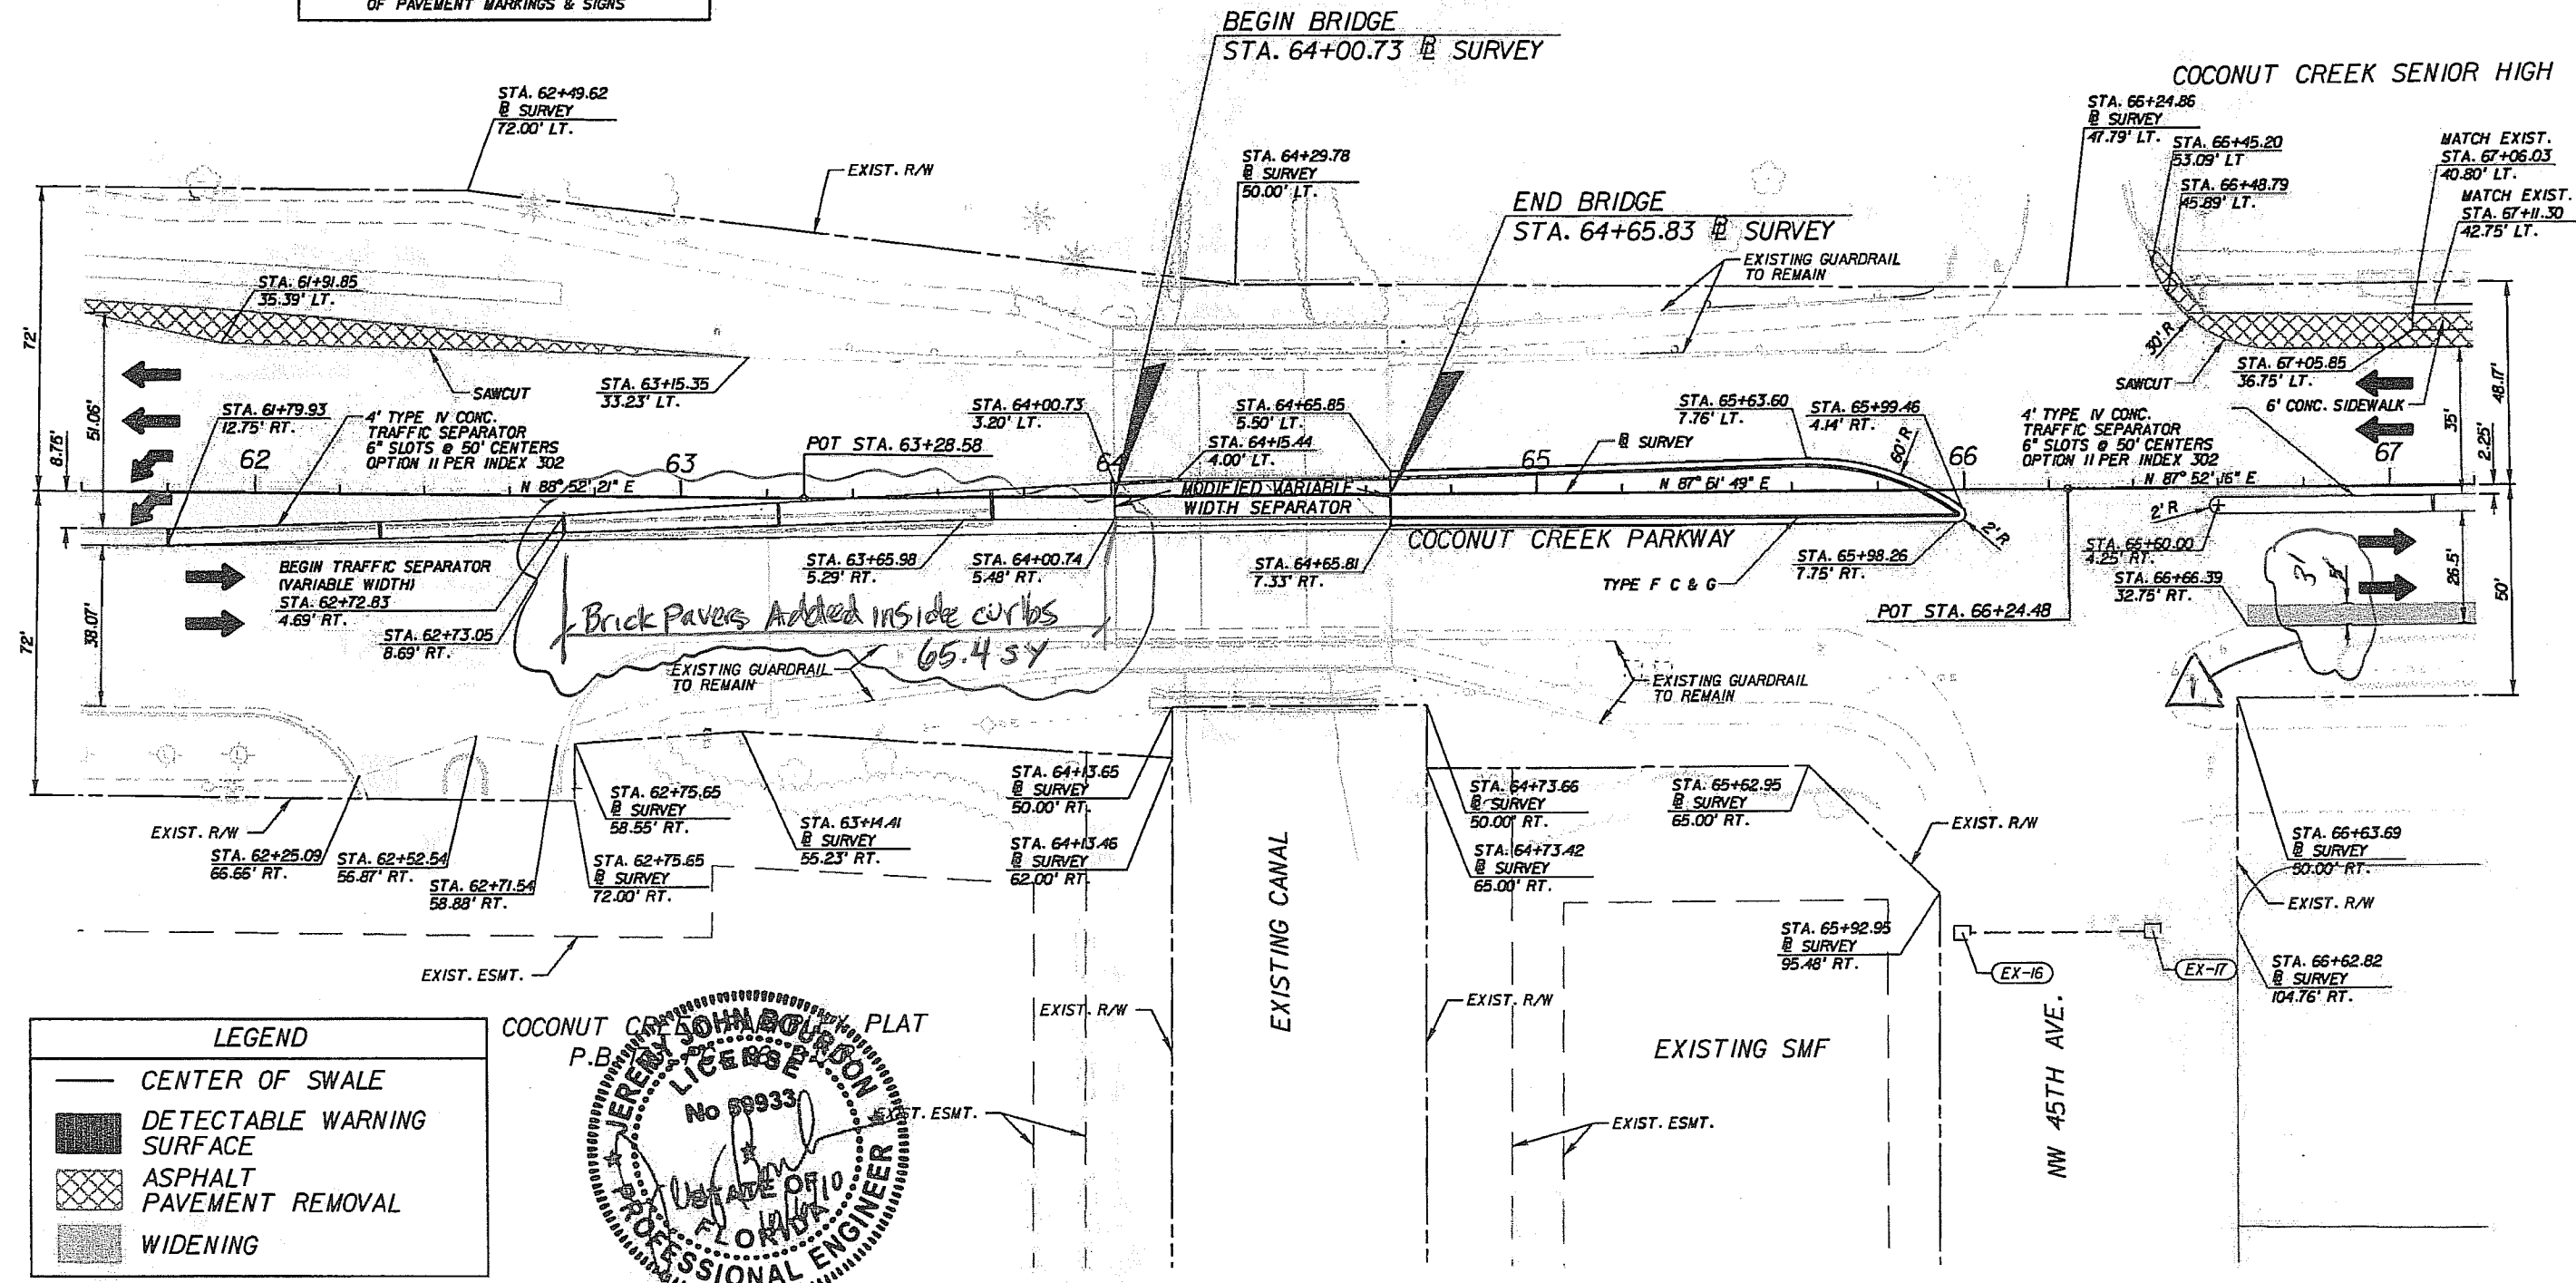 OF PAVEMENT MARKINGS & SIGNS
BEGIN BRIDGE
STA. 64+00.73 ⅊ SURVEY
COCONUT CREEK SENIOR HIGH
STA. 62+49.62
⅊ SURVEY
72.00' LT.
EXIST. R/W
STA. 64+29.78
⅊ SURVEY
50.00' LT.
END BRIDGE
STA. 64+65.83 ⅊ SURVEY
EXISTING GUARDRAIL
TO REMAIN
STA. 66+24.86
⅊ SURVEY
47.79' LT.
STA. 66+45.20
53.09' LT
STA. 66+48.79
45.89' LT.
MATCH EXIST.
STA. 67+06.03
40.80' LT.
MATCH EXIST.
STA. 67+11.30
42.75' LT.
72'
51.06'
8.75'
STA. 61+91.85
35.39' LT.
SAWCUT
STA. 63+15.35
33.23' LT.
STA. 61+79.93
12.75' RT.
4' TYPE IV CONC.
TRAFFIC SEPARATOR
6" SLOTS @ 50' CENTERS
OPTION II PER INDEX 302
62
63
64
65
66
67
POT STA. 63+28.58
N 88° 52' 21" E
STA. 64+00.73
3.20' LT.
STA. 64+65.85
5.50' LT.
STA. 64+15.44
4.00' LT.
⅊ SURVEY
STA. 65+63.60
7.76' LT.
STA. 65+99.46
4.14' RT.
60' R
N 87° 61' 49" E
MODIFIED VARIABLE
WIDTH SEPARATOR
30' R
SAWCUT
STA. 67+05.85
36.75' LT.
6' CONC. SIDEWALK
4' TYPE IV CONC.
TRAFFIC SEPARATOR
6" SLOTS @ 50' CENTERS
OPTION II PER INDEX 302
N 87° 52' 16" E
35'
2.25'
48.17'
72'
38.07'
BEGIN TRAFFIC SEPARATOR
(VARIABLE WIDTH)
STA. 62+72.83
4.69' RT.
STA. 62+73.05
8.69' RT.
STA. 63+65.98
5.29' RT.
STA. 64+00.74
5.48' RT.
STA. 64+65.81
7.33' RT.
COCONUT CREEK PARKWAY
TYPE F C & G
STA. 65+98.26
7.75' RT.
2' R
2' R
STA. 66+60.00
4.25' RT.
STA. 66+66.39
32.75' RT.
POT STA. 66+24.48
3'
5'
26.5'
50'
1
Brick Pavers Added inside curbs
65.4 SY
EXISTING GUARDRAIL
TO REMAIN
EXISTING GUARDRAIL
TO REMAIN
EXIST. R/W
STA. 62+25.09
66.66' RT.
STA. 62+52.54
56.87' RT.
STA. 62+71.54
58.88' RT.
STA. 62+75.65
⅊ SURVEY
58.55' RT.
STA. 62+75.65
⅊ SURVEY
72.00' RT.
STA. 63+14.41
⅊ SURVEY
55.23' RT.
STA. 64+13.65
⅊ SURVEY
50.00' RT.
STA. 64+13.46
⅊ SURVEY
62.00' RT.
STA. 64+73.66
⅊ SURVEY
50.00' RT.
STA. 64+73.42
⅊ SURVEY
65.00' RT.
STA. 65+62.95
⅊ SURVEY
65.00' RT.
EXIST. R/W
STA. 65+92.95
⅊ SURVEY
95.48' RT.
STA. 66+63.69
⅊ SURVEY
50.00' RT.
EXIST. R/W
STA. 66+62.82
⅊ SURVEY
104.76' RT.
EX-16
EX-17
EXIST. ESMT.
EXISTING CANAL
EXIST. R/W
EXIST. R/W
EXISTING SMF
NW 45TH AVE.
EXIST. ESMT.
EXIST. ESMT.
COCONUT PLAT
P.B.
JEREMY JOHN BOURDON
LICENSE
No 69933
STATE OF
FLORIDA
PROFESSIONAL ENGINEER
LEGEND
CENTER OF SWALE
DETECTABLE WARNING
SURFACE
ASPHALT
PAVEMENT REMOVAL
WIDENING